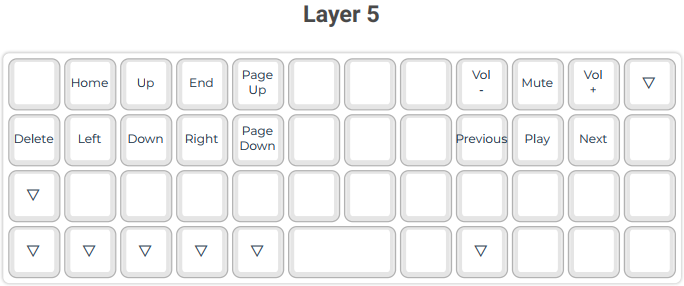 Layer 5
Home Up End Page Up Vol - Mute Vol + ▽
Delete Left Down Right Page Down Previous Play Next
▽
▽ ▽ ▽ ▽ ▽ ▽